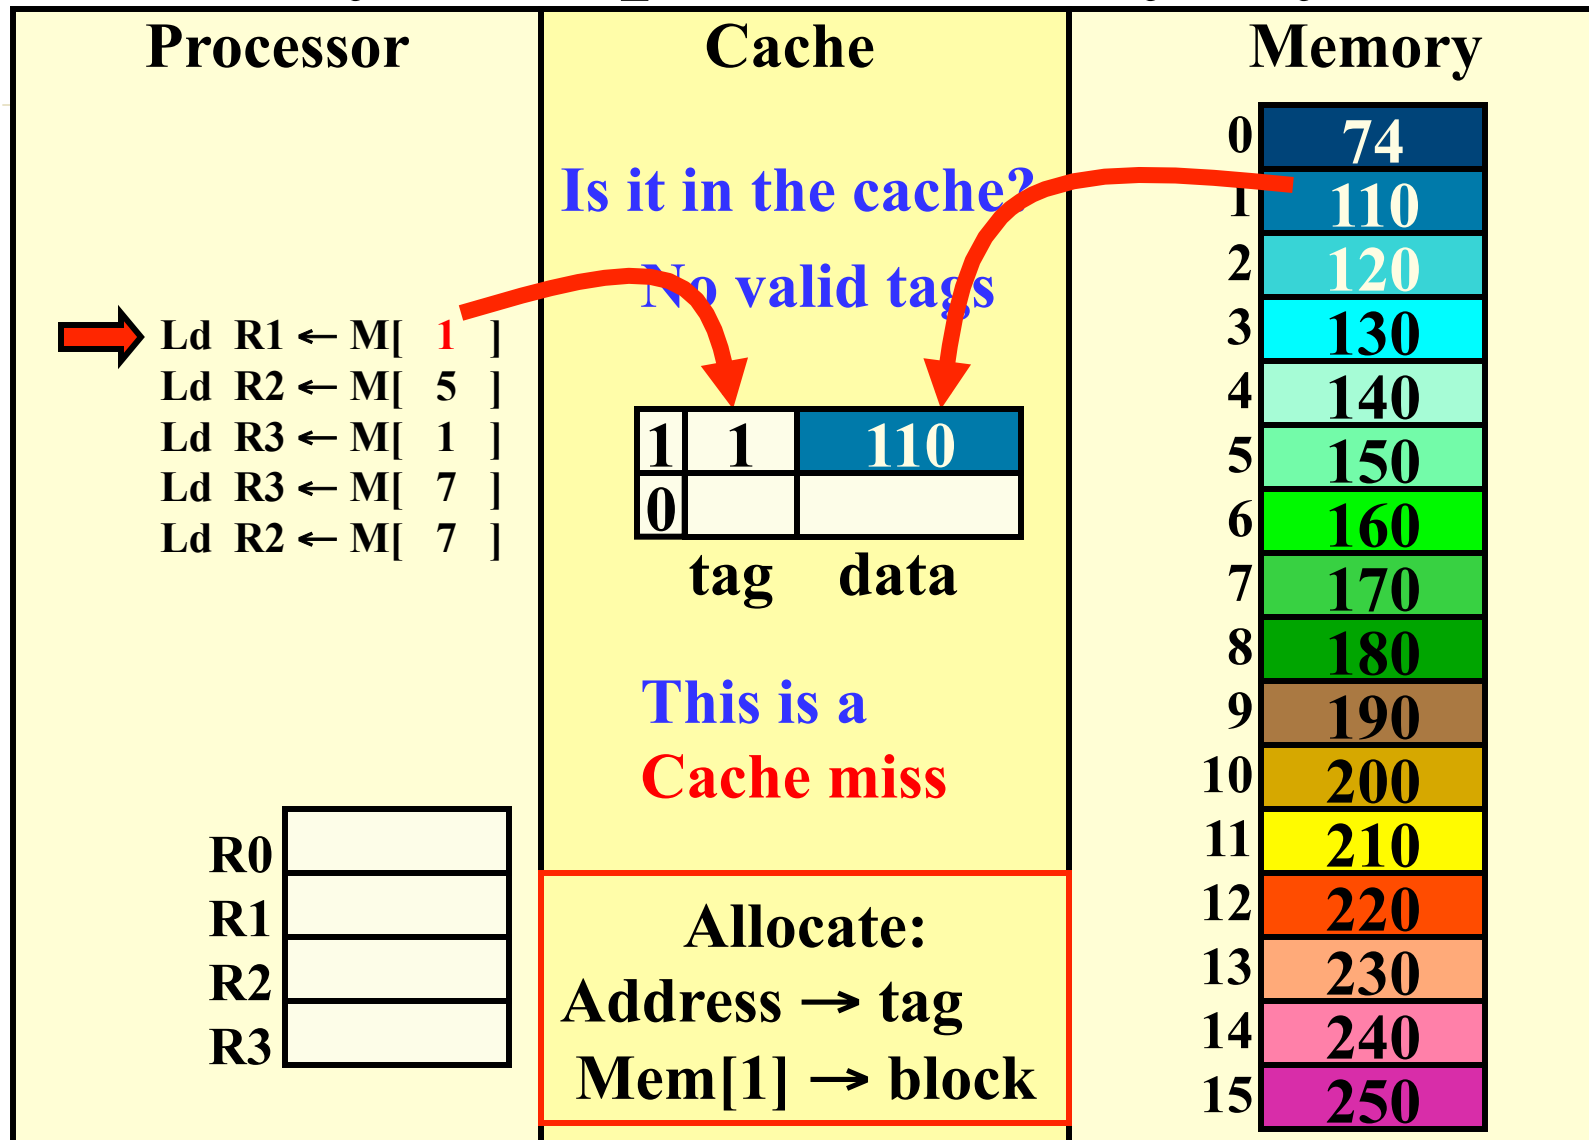 Processor
Cache
Memory
Is it in the cache?
No valid tags
Ld R1 ← M[ 1 ]
Ld R2 ← M[ 5 ]
Ld R3 ← M[ 1 ]
Ld R3 ← M[ 7 ]
Ld R2 ← M[ 7 ]
1 1 110
0
tag data
This is a
Cache miss
Allocate:
Address → tag
Mem[1] → block
R0
R1
R2
R3
0 74
1 110
2 120
3 130
4 140
5 150
6 160
7 170
8 180
9 190
10 200
11 210
12 220
13 230
14 240
15 250